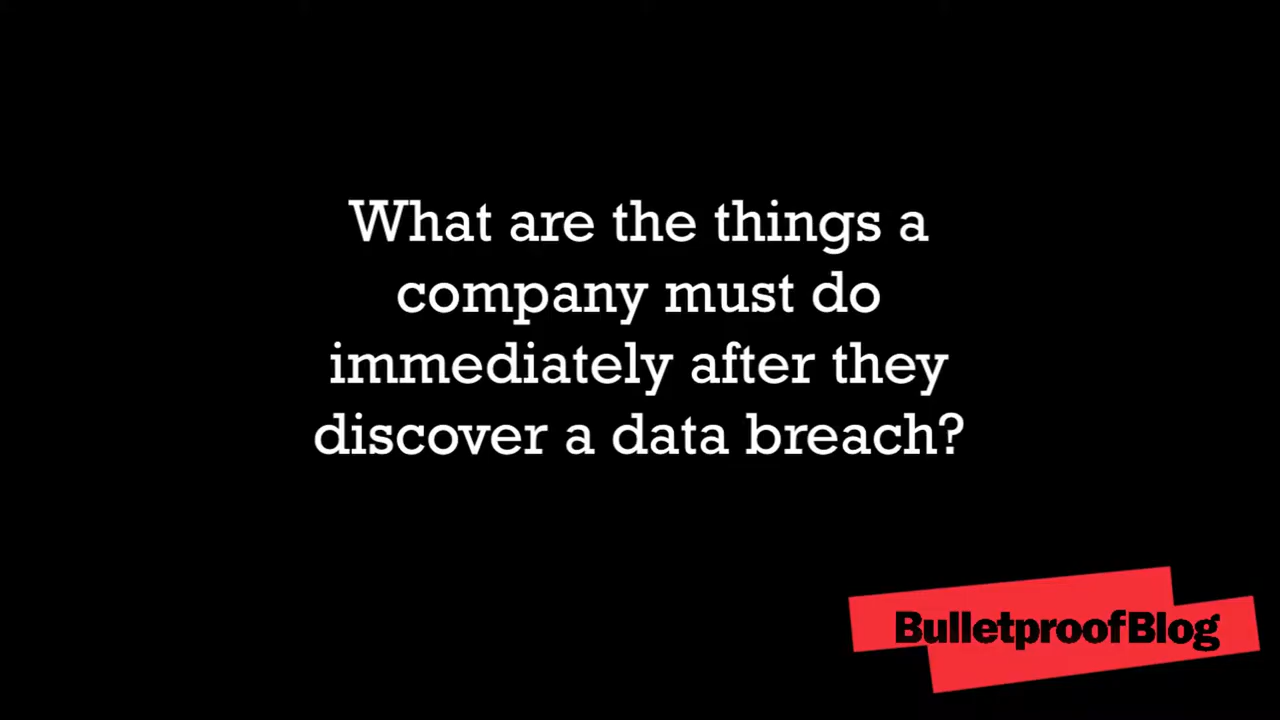 What are the things a
company must do
immediately after they
discover a data breach?
BulletproofBlog